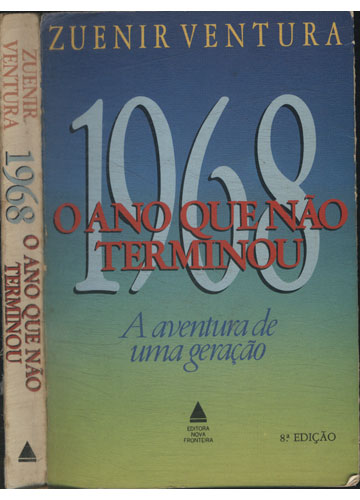 ZUENIR
VENTURA
1968
O ANO QUE NÃO
TERMINOU
ZUENIR VENTURA
1968
O ANO QUE NÃO
TERMINOU
A aventura de
uma geração
EDITORA
NOVA
FRONTEIRA
8ª EDIÇÃO